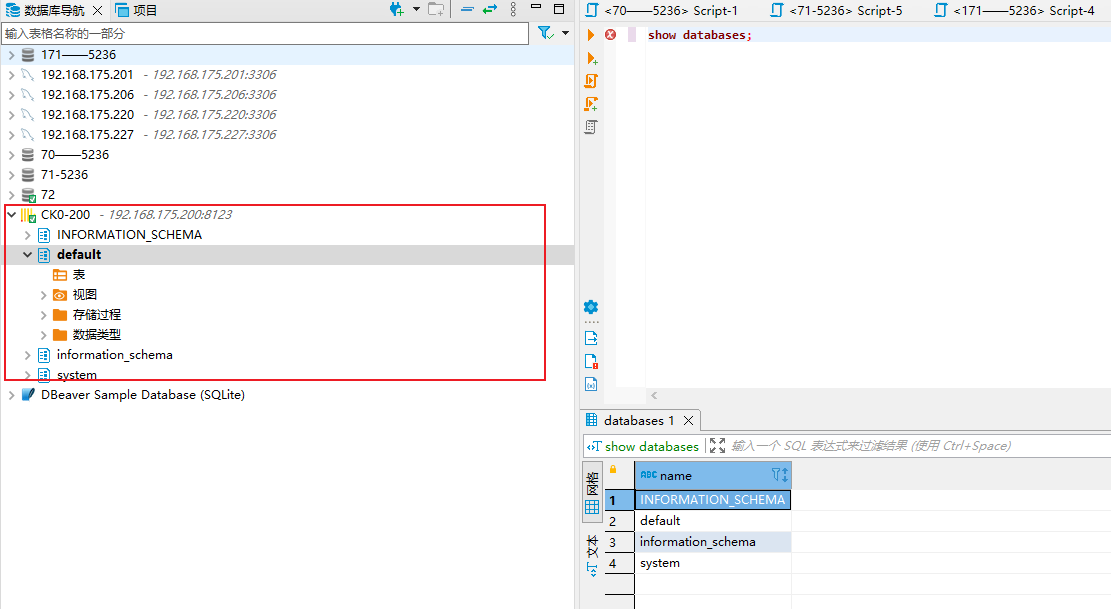 数据库导航
项目
输入表格名称的一部分
171——5236
192.168.175.201 - 192.168.175.201:3306
192.168.175.206 - 192.168.175.206:3306
192.168.175.220 - 192.168.175.220:3306
192.168.175.227 - 192.168.175.227:3306
70——5236
71-5236
72
CK0-200 - 192.168.175.200:8123
INFORMATION_SCHEMA
default
表
视图
存储过程
数据类型
information_schema
system
DBeaver Sample Database (SQLite)
<70——5236> Script-1
<71-5236> Script-5
<171——5236> Script-4
show databases;
databases 1
show databases
输入一个 SQL 表达式来过滤结果 (使用 Ctrl+Space)
网格
文本
ABC name
1 INFORMATION_SCHEMA
2 default
3 information_schema
4 system